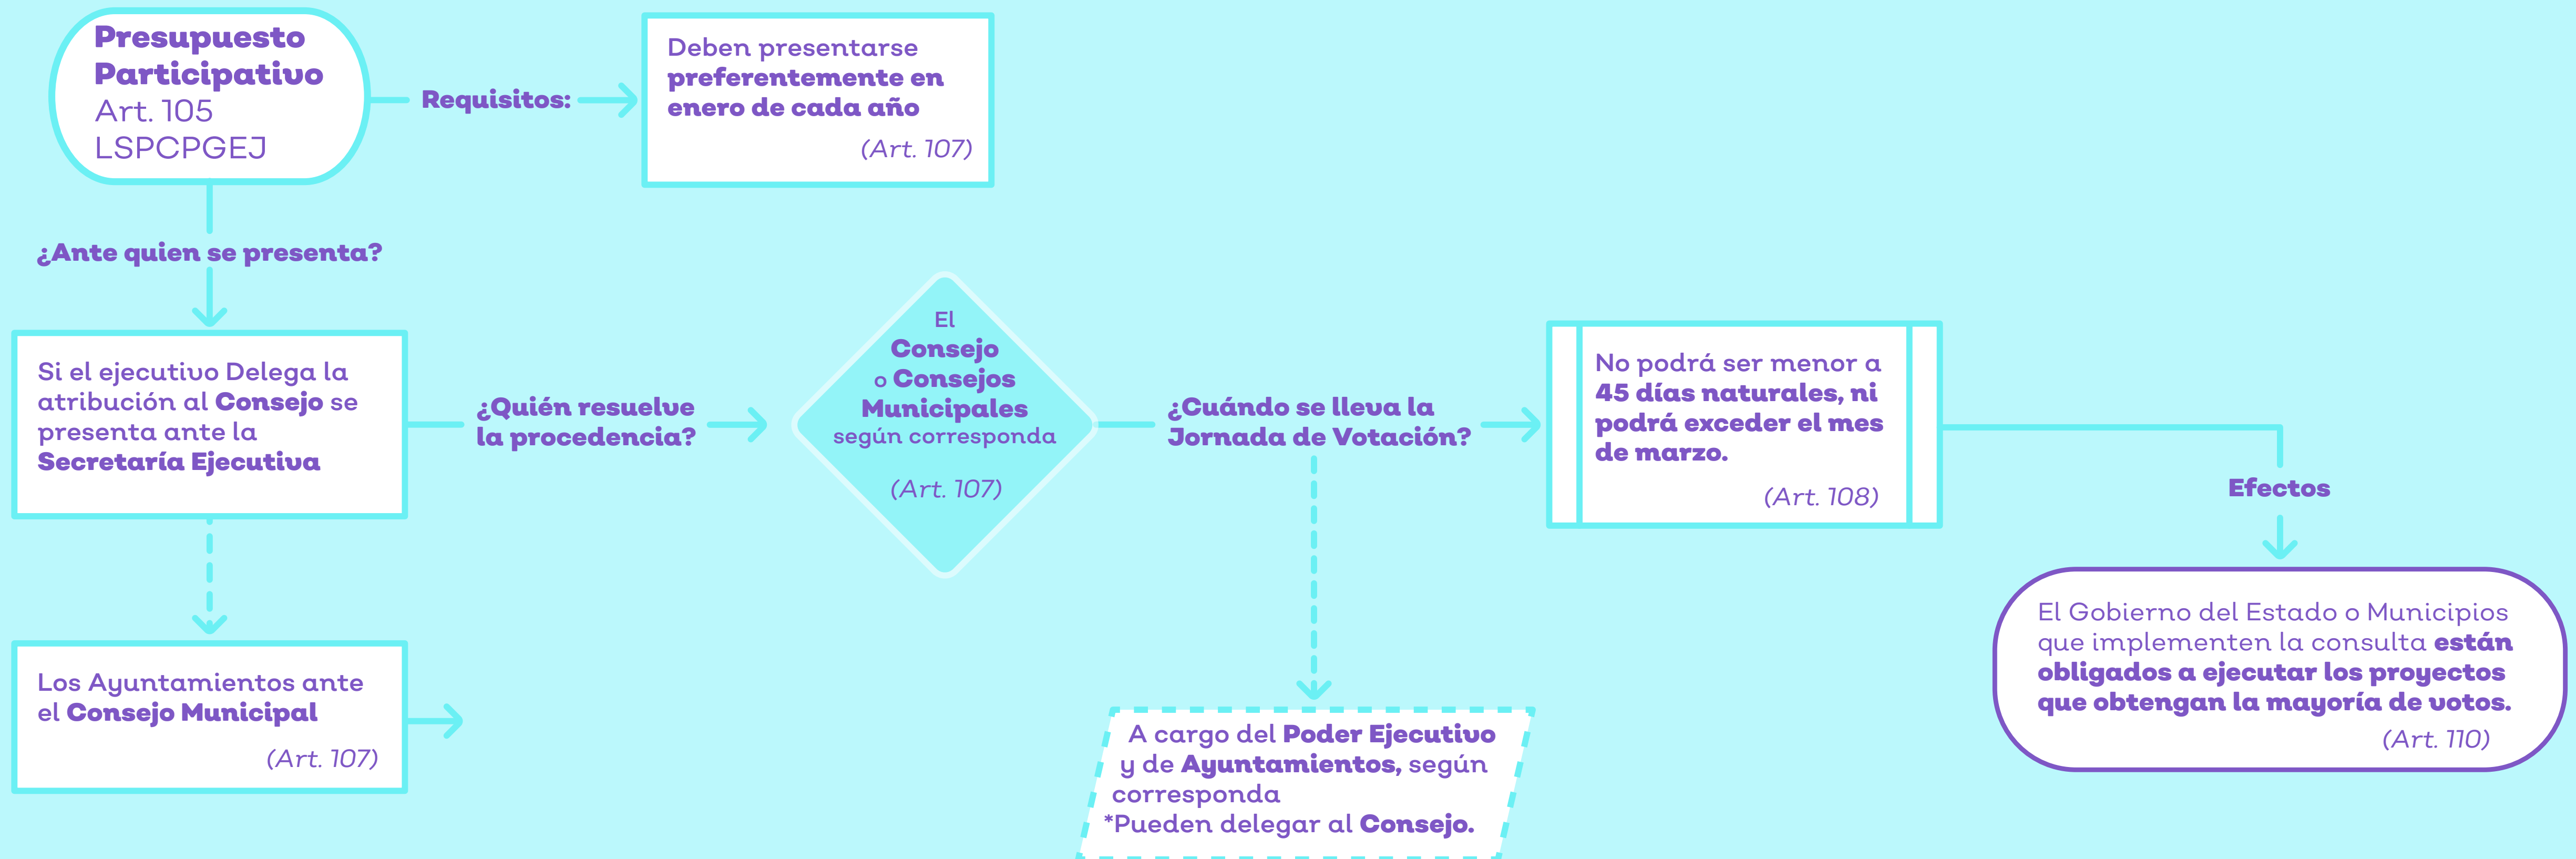 Presupuesto
Participativo
Art. 105
LSPCPGEJ
Requisitos:
Deben presentarse
preferentemente en
enero de cada año
(Art. 107)
¿Ante quien se presenta?
Si el ejecutivo Delega la
atribución al Consejo se
presenta ante la
Secretaría Ejecutiva
Los Ayuntamientos ante
el Consejo Municipal
(Art. 107)
¿Quién resuelve
la procedencia?
El
Consejo
o Consejos
Municipales
según corresponda
(Art. 107)
¿Cuándo se lleva la
Jornada de Votación?
A cargo del Poder Ejecutivo
y de Ayuntamientos, según
corresponda
*Pueden delegar al Consejo.
No podrá ser menor a
45 días naturales, ni
podrá exceder el mes
de marzo.
(Art. 108)
Efectos
El Gobierno del Estado o Municipios
que implementen la consulta están
obligados a ejecutar los proyectos
que obtengan la mayoría de votos.
(Art. 110)